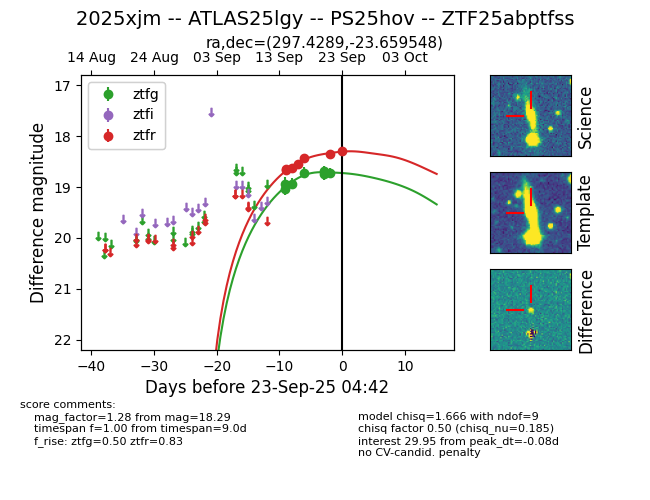 2025xjm -- ATLAS25lgy -- PS25hov -- ZTF25abptfss
ra,dec=(297.4289,-23.659548)
14 Aug 24 Aug 03 Sep 13 Sep 23 Sep 03 Oct
ztfg
ztfi
ztfr
17
18
19
20
21
22
Difference magnitude
−40 −30 −20 −10 0 10
Days before 23-Sep-25 04:42
Science
Template
Difference
score comments:
mag_factor=1.28 from mag=18.29
timespan f=1.00 from timespan=9.0d
f_rise: ztfg=0.50 ztfr=0.83
model chisq=1.666 with ndof=9
chisq factor 0.50 (chisq_nu=0.185)
interest 29.95 from peak_dt=-0.08d
no CV-candid. penalty